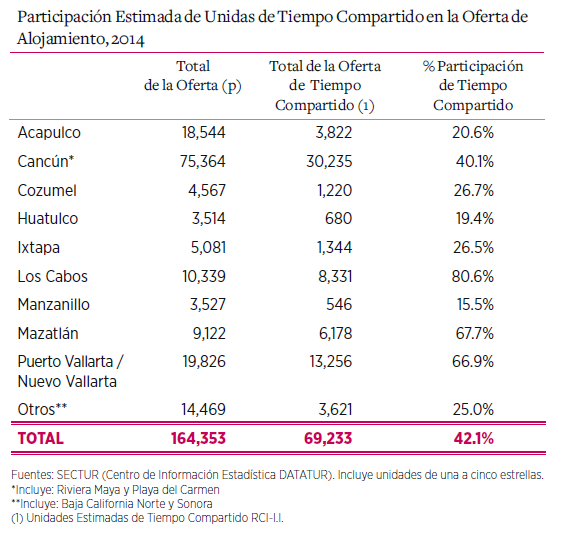 Participación Estimada de Unidas de Tiempo Compartido en la Oferta de
Alojamiento, 2014
Total
de la Oferta (p)
Total de la Oferta
de Tiempo
Compartido (1)
% Participación
de Tiempo
Compartido
Acapulco 18,544 3,822 20.6%
Cancún* 75,364 30,235 40.1%
Cozumel 4,567 1,220 26.7%
Huatulco 3,514 680 19.4%
Ixtapa 5,081 1,344 26.5%
Los Cabos 10,339 8,331 80.6%
Manzanillo 3,527 546 15.5%
Mazatlán 9,122 6,178 67.7%
Puerto Vallarta / 19,826 13,256 66.9%
Nuevo Vallarta
Otros** 14,469 3,621 25.0%
TOTAL 164,353 69,233 42.1%
Fuentes: SECTUR (Centro de Información Estadística DATATUR). Incluye unidades de una a cinco estrellas.
*Incluye: Riviera Maya y Playa del Carmen
**Incluye: Baja California Norte y Sonora
(1) Unidades Estimadas de Tiempo Compartido RCI-I.I.